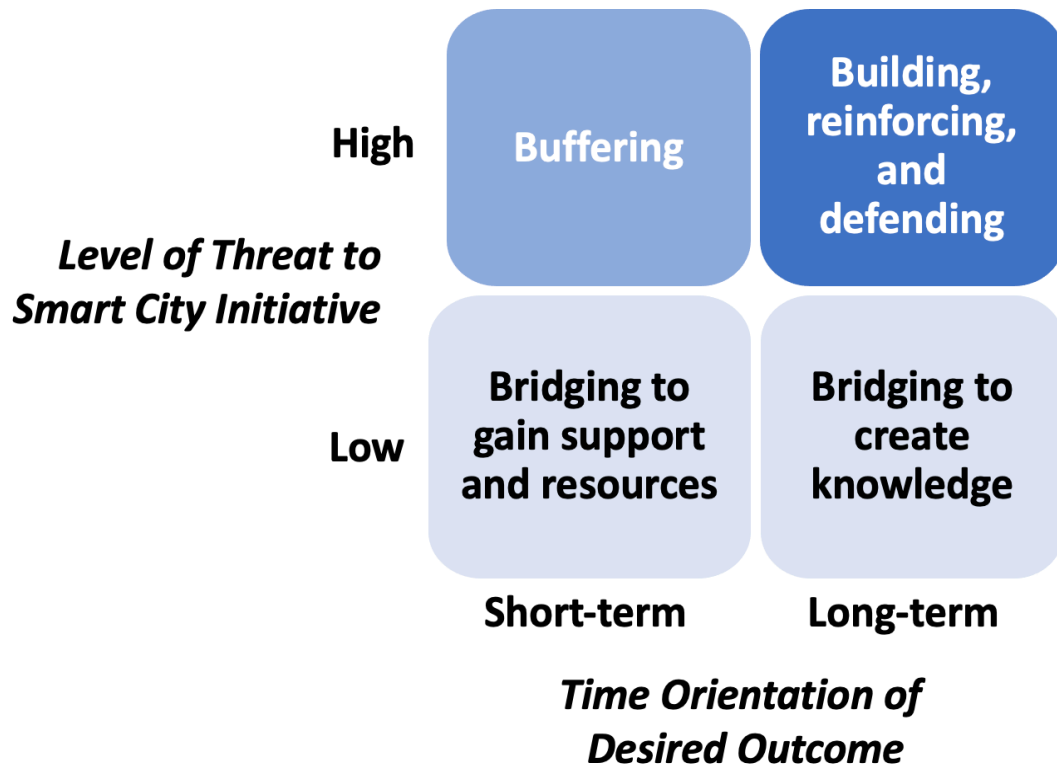 High
Buffering
Building,
reinforcing,
and
defending
Level of Threat to
Smart City Initiative
Low
Bridging to
gain support
and resources
Bridging to
create
knowledge
Short-term
Long-term
Time Orientation of
Desired Outcome